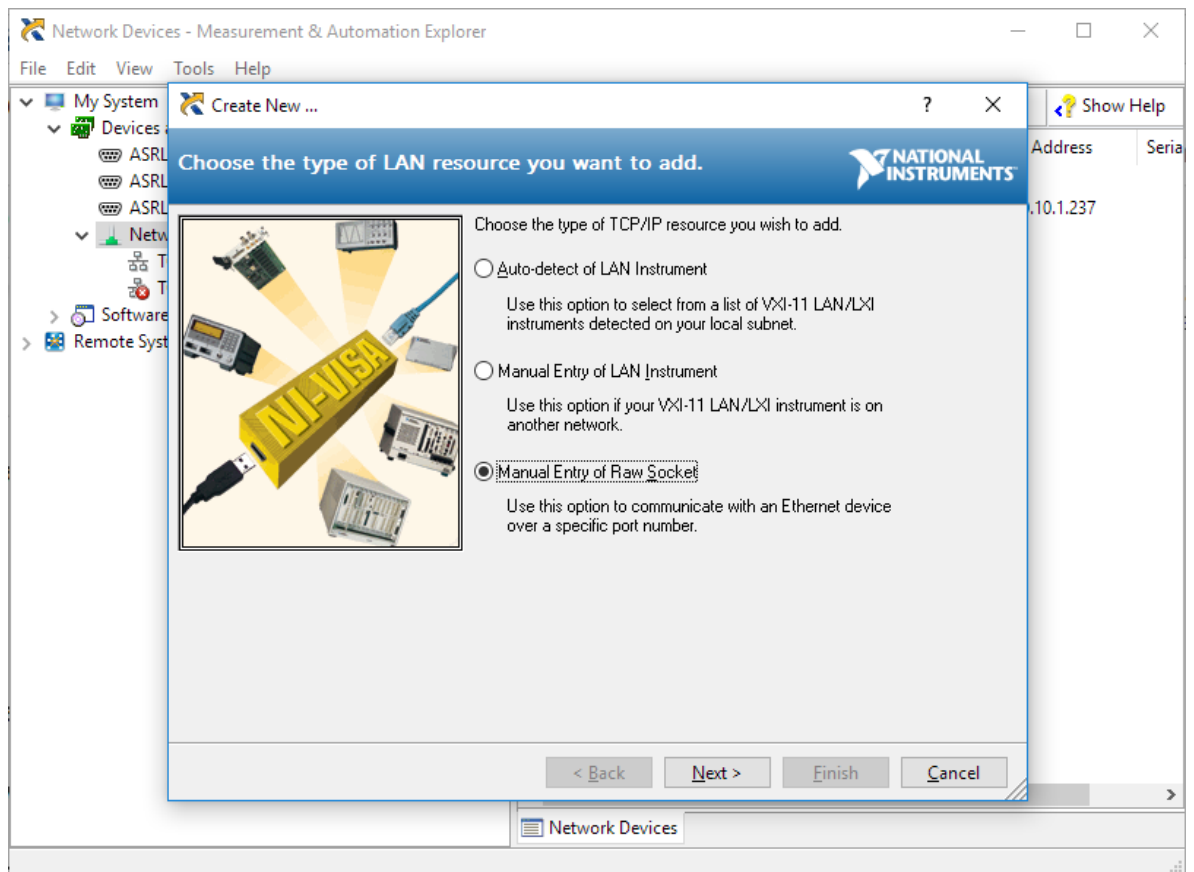 Network Devices - Measurement & Automation Explorer
File Edit View Tools Help
My System
Devices
ASRL
ASRL
ASRL
Netw
T
T
Software
Remote Syst
Create New ...
?
Choose the type of LAN resource you want to add.
NATIONAL
INSTRUMENTS
NI-VISA
Choose the type of TCP/IP resource you wish to add.
Auto-detect of LAN Instrument
Use this option to select from a list of VXI-11 LAN/LXI
instruments detected on your local subnet.
Manual Entry of LAN Instrument
Use this option if your VXI-11 LAN/LXI instrument is on
another network.
Manual Entry of Raw Socket
Use this option to communicate with an Ethernet device
over a specific port number.
< Back Next > Finish Cancel
Show Help
Address Seria
.10.1.237
Network Devices